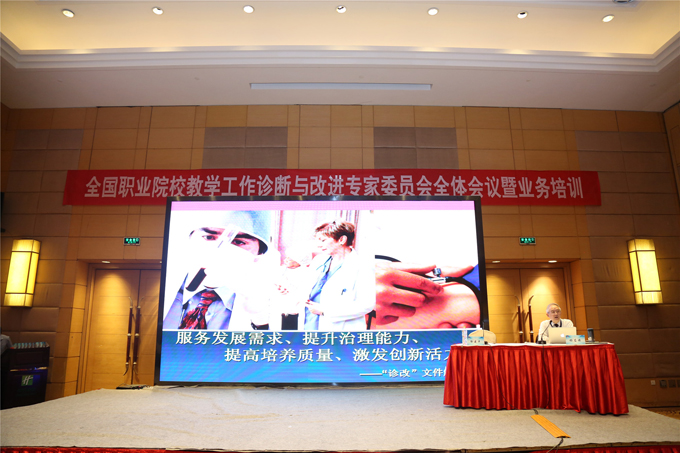 全国职业院校教学工作诊断与改进专家委员会全体会议暨业务培训
服务发展需求、提升治理能力、
提高培养质量、激发创新活
——“诊改”文件